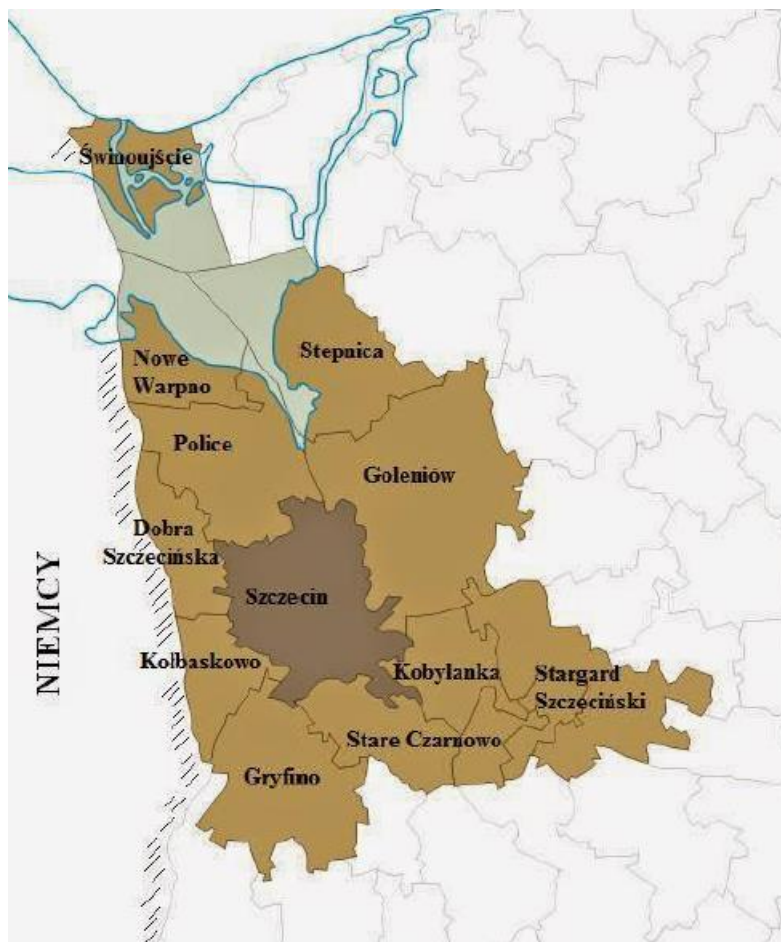 Świnoujście
Nowe
Warpno
Stepnica
Police
Goleniów
Dobra
Szczecińska
Szczecin
NIEMCY
Kołbaskowo
Kobylanka
Stargard
Szczeciński
Stare Czarnowo
Gryfino